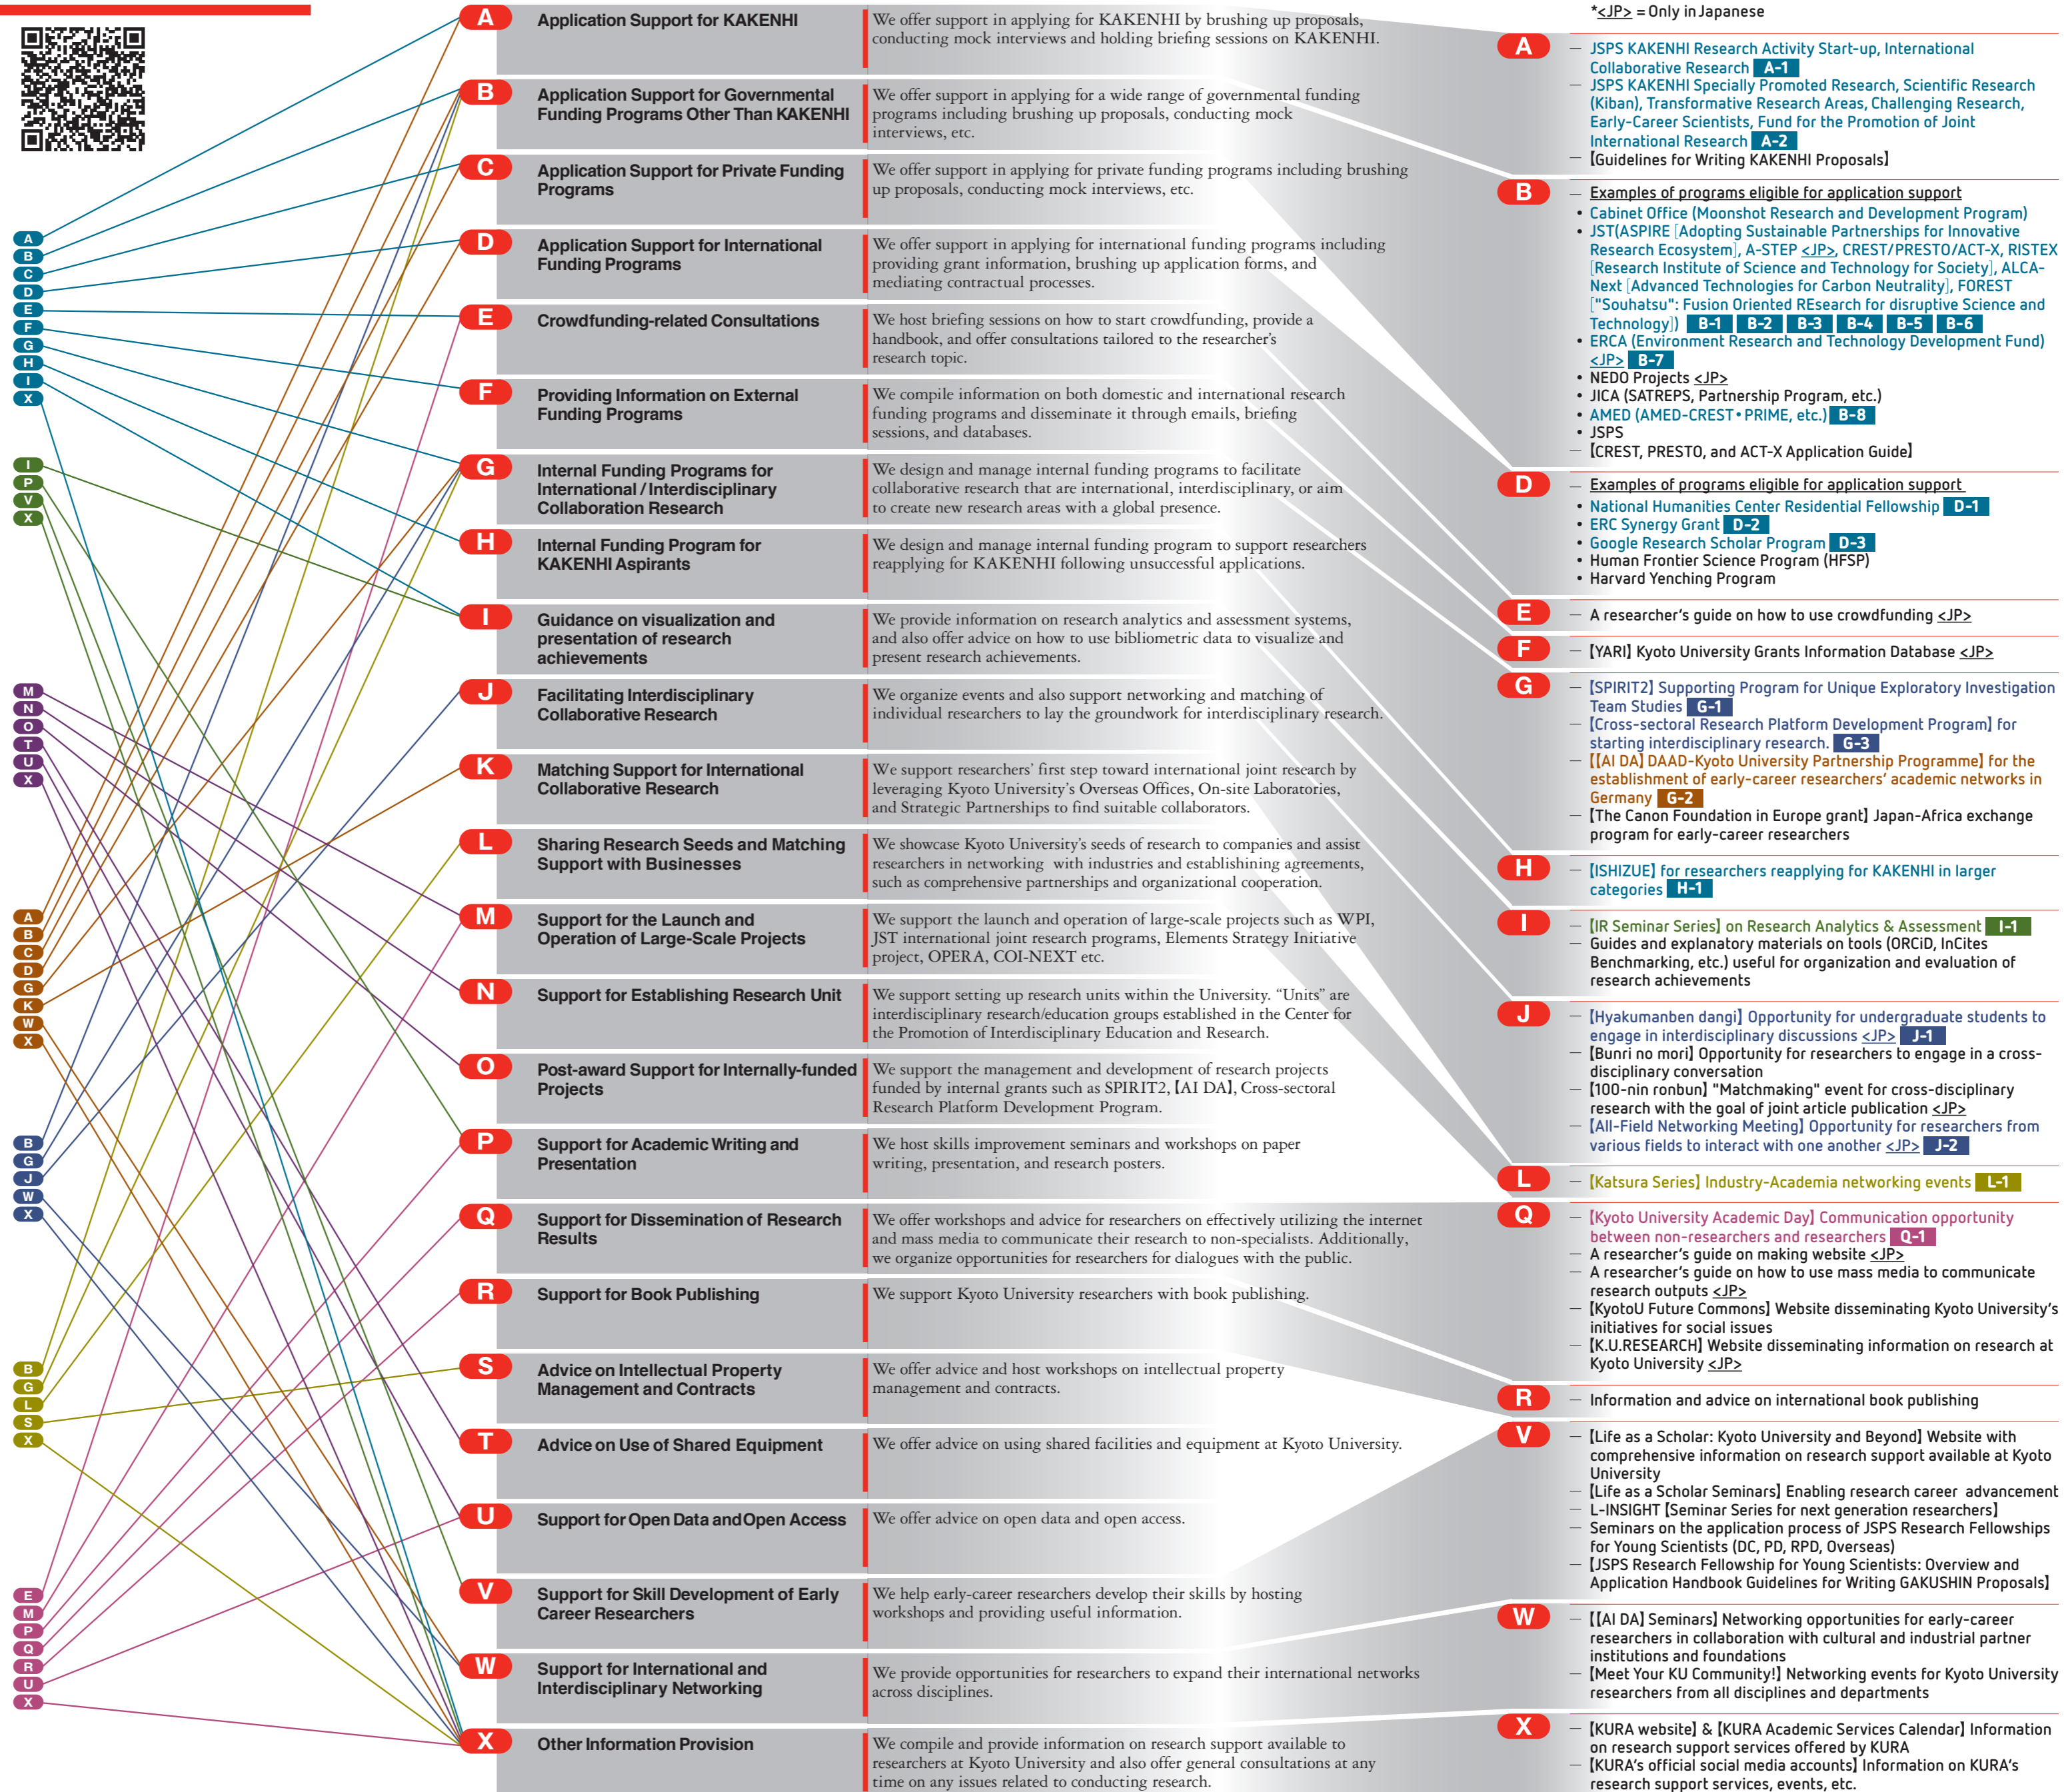 A
B
C
D
E
F
G
H
I
X
I
P
V
X
M
N
O
T
U
X
A
B
C
D
G
K
W
X
B
G
J
W
X
B
G
L
S
X
E
M
P
Q
R
U
X
A Application Support for KAKENHI
We offer support in applying for KAKENHI by brushing up proposals,
conducting mock interviews and holding briefing sessions on KAKENHI.
B Application Support for Governmental
Funding Programs Other Than KAKENHI
We offer support in applying for a wide range of governmental funding
programs including brushing up proposals, conducting mock
interviews, etc.
C Application Support for Private Funding
Programs
We offer support in applying for private funding programs including brushing
up proposals, conducting mock interviews, etc.
D Application Support for International
Funding Programs
We offer support in applying for international funding programs including
providing grant information, brushing up application forms, and
mediating contractual processes.
E Crowdfunding-related Consultations
We host briefing sessions on how to start crowdfunding, provide a
handbook, and offer consultations tailored to the researcher's
research topic.
F Providing Information on External
Funding Programs
We compile information on both domestic and international research
funding programs and disseminate it through emails, briefing
sessions, and databases.
G Internal Funding Programs for
International / Interdisciplinary
Collaboration Research
We design and manage internal funding programs to facilitate
collaborative research that are international, interdisciplinary, or aim
to create new research areas with a global presence.
H Internal Funding Program for
KAKENHI Aspirants
We design and manage internal funding program to support researchers
reapplying for KAKENHI following unsuccessful applications.
I Guidance on visualization and
presentation of research
achievements
We provide information on research analytics and assessment systems,
and also offer advice on how to use bibliometric data to visualize and
present research achievements.
J Facilitating Interdisciplinary
Collaborative Research
We organize events and also support networking and matching of
individual researchers to lay the groundwork for interdisciplinary research.
K Matching Support for International
Collaborative Research
We support researchers' first step toward international joint research by
leveraging Kyoto University's Overseas Offices, On-site Laboratories,
and Strategic Partnerships to find suitable collaborators.
L Sharing Research Seeds and Matching
Support with Businesses
We showcase Kyoto University's seeds of research to companies and assist
researchers in networking with industries and establishining agreements,
such as comprehensive partnerships and organizational cooperation.
M Support for the Launch and
Operation of Large-Scale Projects
We support the launch and operation of large-scale projects such as WPI,
JST international joint research programs, Elements Strategy Initiative
project, OPERA, COI-NEXT etc.
N Support for Establishing Research Unit
We support setting up research units within the University. "Units" are
interdisciplinary research/education groups established in the Center for
the Promotion of Interdisciplinary Education and Research.
O Post-award Support for Internally-funded
Projects
We support the management and development of research projects
funded by internal grants such as SPIRIT2,【AI DA】, Cross-sectoral
Research Platform Development Program.
P Support for Academic Writing and
Presentation
We host skills improvement seminars and workshops on paper
writing, presentation, and research posters.
Q Support for Dissemination of Research
Results
We offer workshops and advice for researchers on effectively utilizing the internet
and mass media to communicate their research to non-specialists. Additionally,
we organize opportunities for researchers for dialogues with the public.
R Support for Book Publishing
We support Kyoto University researchers with book publishing.
S Advice on Intellectual Property
Management and Contracts
We offer advice and host workshops on intellectual property
management and contracts.
T Advice on Use of Shared Equipment
We offer advice on using shared facilities and equipment at Kyoto University.
U Support for Open Data and Open Access
We offer advice on open data and open access.
V Support for Skill Development of Early
Career Researchers
We help early-career researchers develop their skills by hosting
workshops and providing useful information.
W Support for International and
Interdisciplinary Networking
We provide opportunities for researchers to expand their international networks
across disciplines.
X Other Information Provision
We compile and provide information on research support available to
researchers at Kyoto University and also offer general consultations at any
time on any issues related to conducting research.
*<JP> = Only in Japanese
A — JSPS KAKENHI Research Activity Start-up, International
Collaborative Research A-1
— JSPS KAKENHI Specially Promoted Research, Scientific Research
(Kiban), Transformative Research Areas, Challenging Research,
Early-Career Scientists, Fund for the Promotion of Joint
International Research A-2
— 【Guidelines for Writing KAKENHI Proposals】
B — Examples of programs eligible for application support
• Cabinet Office (Moonshot Research and Development Program)
• JST(ASPIRE [Adopting Sustainable Partnerships for Innovative
Research Ecosystem], A-STEP <JP>, CREST/PRESTO/ACT-X, RISTEX
[Research Institute of Science and Technology for Society], ALCA-
Next [Advanced Technologies for Carbon Neutrality], FOREST
["Souhatsu": Fusion Oriented REsearch for disruptive Science and
Technology]) B-1 B-2 B-3 B-4 B-5 B-6
• ERCA (Environment Research and Technology Development Fund)
<JP> B-7
• NEDO Projects <JP>
• JICA (SATREPS, Partnership Program, etc.)
• AMED (AMED-CREST・PRIME, etc.) B-8
• JSPS
— 【CREST, PRESTO, and ACT-X Application Guide】
D — Examples of programs eligible for application support
• National Humanities Center Residential Fellowship D-1
• ERC Synergy Grant D-2
• Google Research Scholar Program D-3
• Human Frontier Science Program (HFSP)
• Harvard Yenching Program
E — A researcher's guide on how to use crowdfunding <JP>
F — 【YARI】 Kyoto University Grants Information Database <JP>
G — 【SPIRIT2】 Supporting Program for Unique Exploratory Investigation
Team Studies G-1
— 【Cross-sectoral Research Platform Development Program】 for
starting interdisciplinary research. G-3
— 【[AI DA] DAAD-Kyoto University Partnership Programme】 for the
establishment of early-career researchers' academic networks in
Germany G-2
— 【The Canon Foundation in Europe grant】 Japan-Africa exchange
program for early-career researchers
H — 【ISHIZUE】 for researchers reapplying for KAKENHI in larger
categories H-1
I — 【IR Seminar Series】 on Research Analytics & Assessment I-1
— Guides and explanatory materials on tools (ORCiD, InCites
Benchmarking, etc.) useful for organization and evaluation of
research achievements
J — 【Hyakumanben dangi】 Opportunity for undergraduate students to
engage in interdisciplinary discussions <JP> J-1
— 【Bunri no mori】 Opportunity for researchers to engage in a cross-
disciplinary conversation
— 【100-nin ronbun】 "Matchmaking" event for cross-disciplinary
research with the goal of joint article publication <JP>
— 【All-Field Networking Meeting】 Opportunity for researchers from
various fields to interact with one another <JP> J-2
L — 【Katsura Series】 Industry-Academia networking events L-1
Q — 【Kyoto University Academic Day】 Communication opportunity
between non-researchers and researchers Q-1
— A researcher's guide on making website <JP>
— A researcher's guide on how to use mass media to communicate
research outputs <JP>
— 【KyotoU Future Commons】 Website disseminating Kyoto University's
initiatives for social issues
— 【K.U.RESEARCH】 Website disseminating information on research at
Kyoto University <JP>
R — Information and advice on international book publishing
V — 【Life as a Scholar: Kyoto University and Beyond】 Website with
comprehensive information on research support available at Kyoto
University
— 【Life as a Scholar Seminars】 Enabling research career advancement
— L-INSIGHT 【Seminar Series for next generation researchers】
— Seminars on the application process of JSPS Research Fellowships
for Young Scientists (DC, PD, RPD, Overseas)
— 【JSPS Research Fellowship for Young Scientists: Overview and
Application Handbook Guidelines for Writing GAKUSHIN Proposals】
W — 【[AI DA] Seminars】 Networking opportunities for early-career
researchers in collaboration with cultural and industrial partner
institutions and foundations
— 【Meet Your KU Community!】 Networking events for Kyoto University
researchers from all disciplines and departments
X — 【KURA website】 & 【KURA Academic Services Calendar】 Information
on research support services offered by KURA
— 【KURA's official social media accounts】 Information on KURA's
research support services, events, etc.